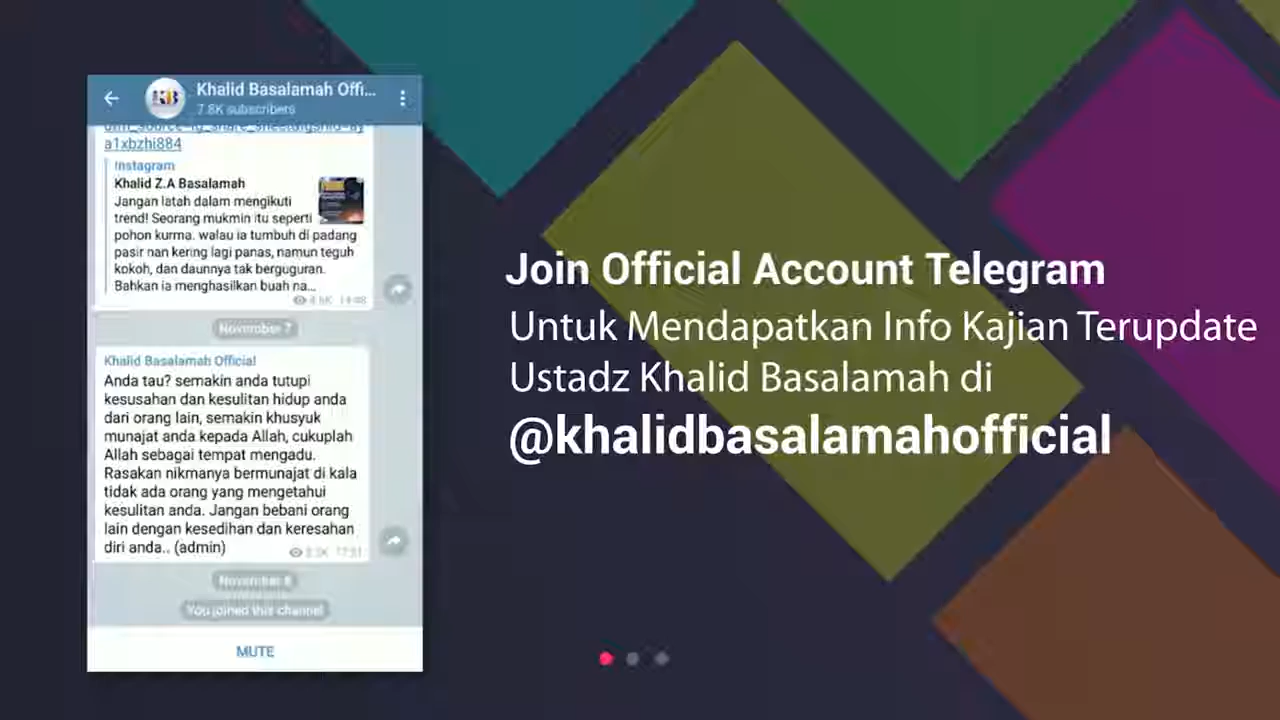 Khalid Basalamah Offi...
7.8K subscribers
a1xbzhi884
Instagram
Khalid Z.A Basalamah
Jangan latah dalam mengikuti
trend! Seorang mukmin itu seperti
pohon kurma. walau ia tumbuh di padang
pasir nan kering lagi panas, namun teguh
kokoh, dan daunnya tak berguguran.
Bahkan ia menghasilkan buah na...
November 7
Khalid Basalamah Official
Anda tau? semakin anda tutupi
kesusahan dan kesulitan hidup anda
dari orang lain, semakin khusyuk
munajat anda kepada Allah, cukuplah
Allah sebagai tempat mengadu.
Rasakan nikmanya bermunajat di kala
tidak ada orang yang mengetahui
kesulitan anda. Jangan bebani orang
lain dengan kesedihan dan keresahan
diri anda.. (admin)
November 8
You joined this channel
MUTE
Join Official Account Telegram
Untuk Mendapatkan Info Kajian Terupdate
Ustadz Khalid Basalamah di
@khalidbasalamahofficial